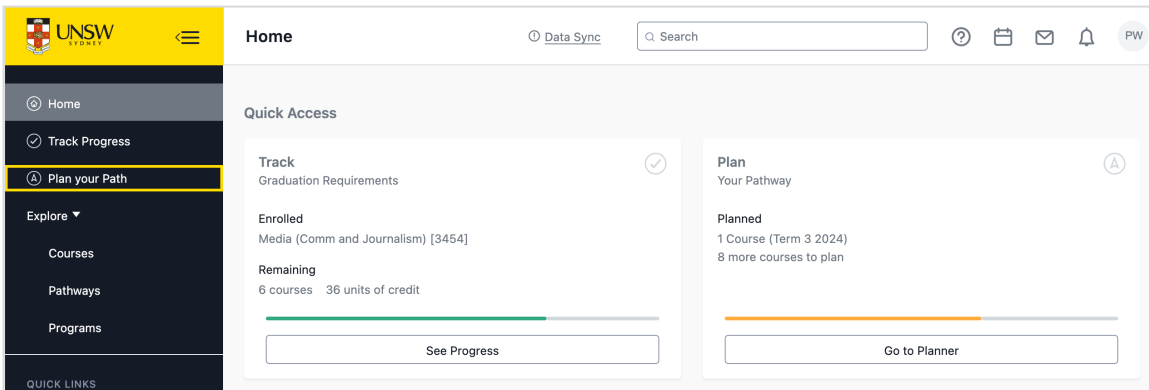 UNSW
SYDNEY
Home
Data Sync
Search
PW
Home
Track Progress
Plan your Path
Explore
Courses
Pathways
Programs
QUICK LINKS
Quick Access
Track
Graduation Requirements
Enrolled
Media (Comm and Journalism) [3454]
Remaining
6 courses 36 units of credit
See Progress
Plan
Your Pathway
Planned
1 Course (Term 3 2024)
8 more courses to plan
Go to Planner